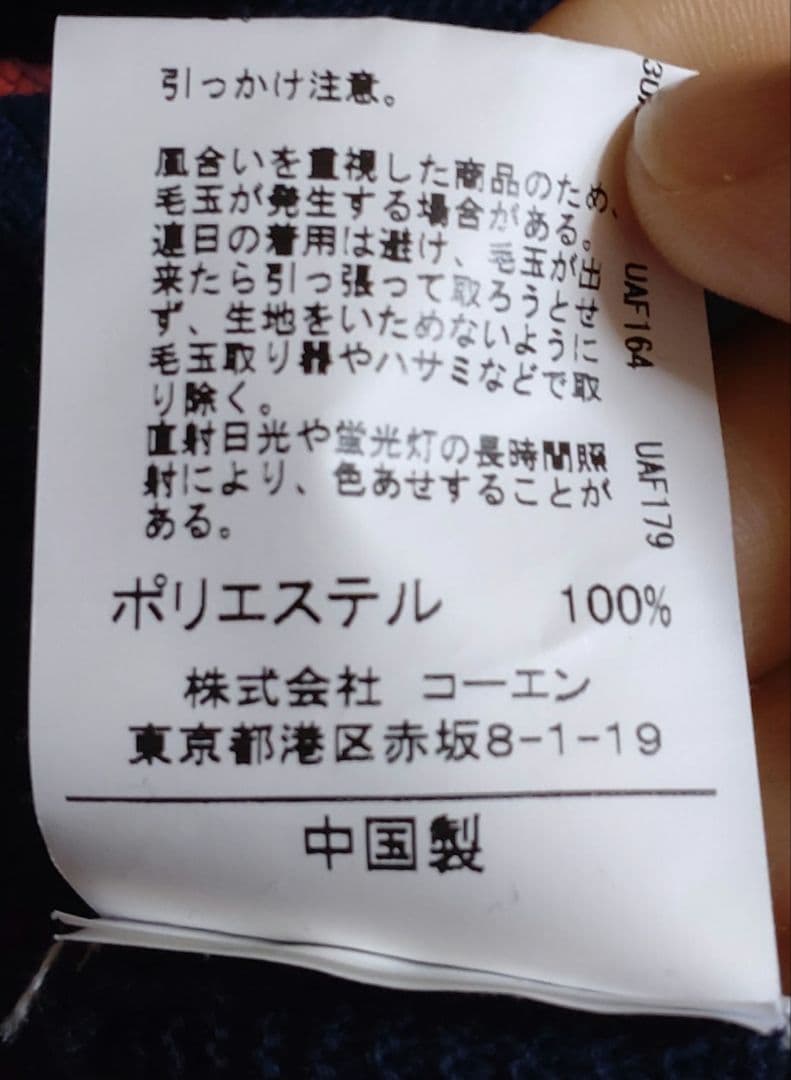 引っかけ注意。
風合いを重視した商品のため、
毛玉が発生する場合がある。
連日の着用は避け、毛玉が出
来たら引っ張って取ろうとせ
ず、生地をいためないように
毛玉取り器やハサミなどで取
り除く。
直射日光や蛍光灯の長時間照
射により、色あせすることが
ある。
UAF164
UAF179
ポリエステル 100%
株式会社 コーエン
東京都港区赤坂8-1-19
中国製